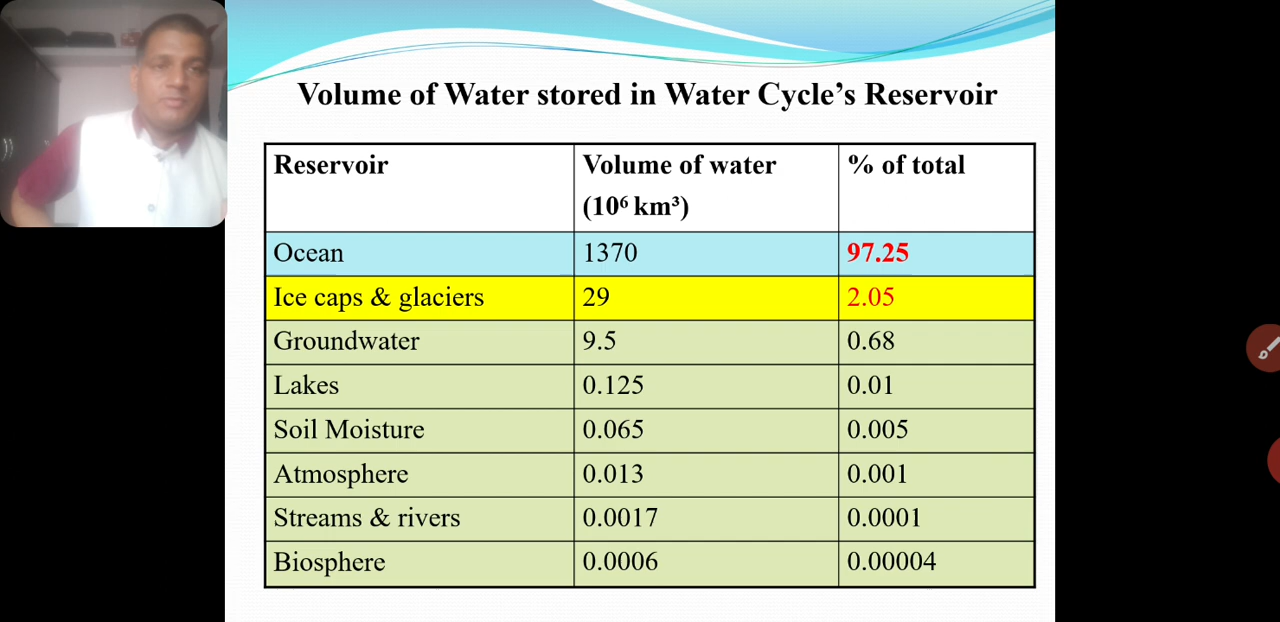 Volume of Water stored in Water Cycle’s Reservoir
Reservoir Volume of water % of total
(10⁶ km³)
Ocean 1370 97.25
Ice caps & glaciers 29 2.05
Groundwater 9.5 0.68
Lakes 0.125 0.01
Soil Moisture 0.065 0.005
Atmosphere 0.013 0.001
Streams & rivers 0.0017 0.0001
Biosphere 0.0006 0.00004